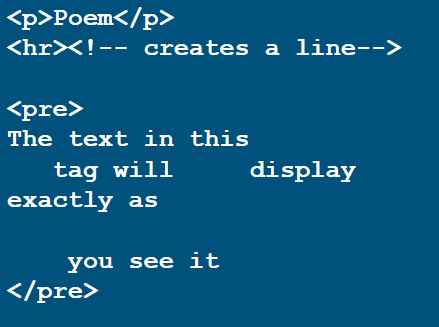 <p>Poem</p>
<hr><!-- creates a line-->

<pre>
The text in this
   tag will     display
exactly as

    you see it
</pre>